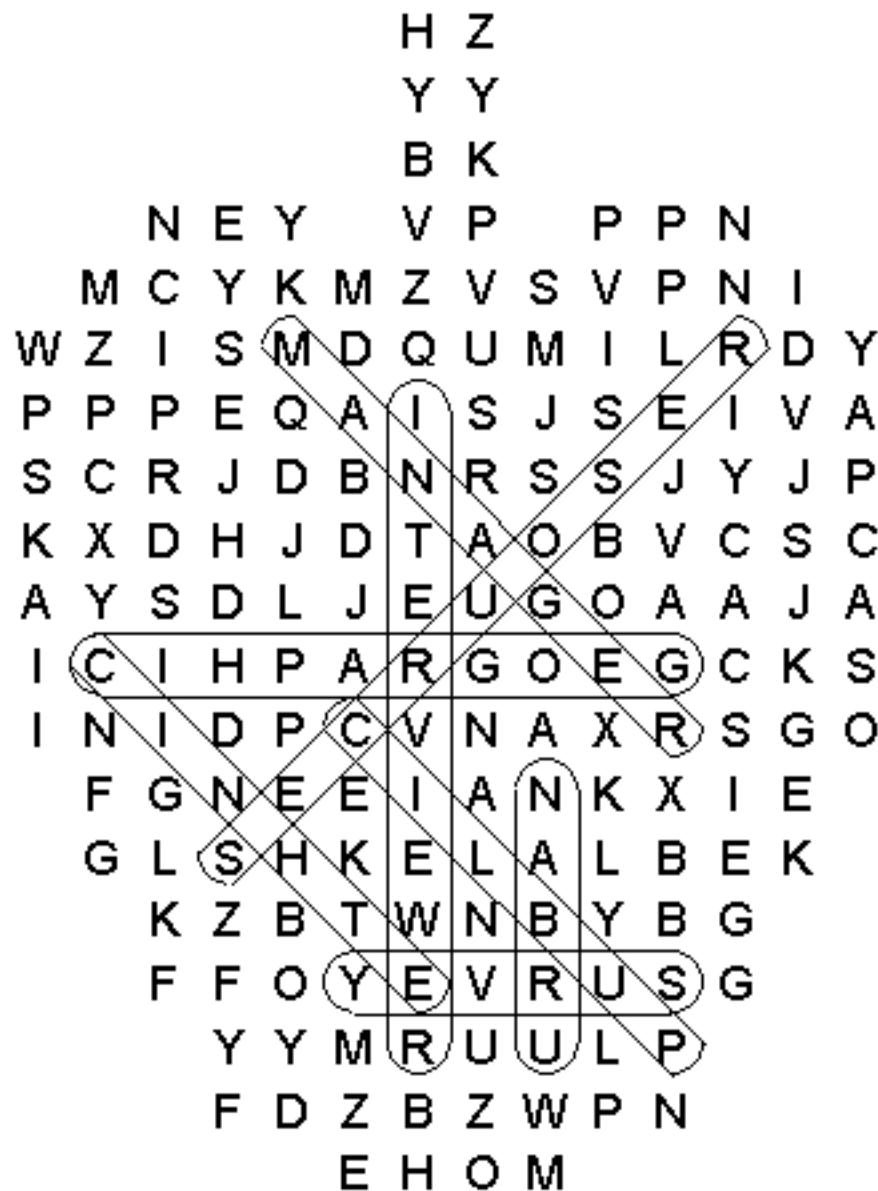 H Z
Y Y
B K
N E Y V P P P N
M C Y K M Z V S V P N I
W Z I S M D Q U M I L R D Y
P P P E Q A I S J S E I V A
S C R J D B N R S S J Y J P
K X D H J D T A O B V C S C
A Y S D L J E U G O A A J A
I C I H P A R G O E G C K S
I N I D P C V N A X R S G O
F G N E E I A N K X I E
G L S H K E L A L B E K
K Z B T W N B Y B G
F F O Y E V R U S G
Y Y M R U U L P
F D Z B Z W P N
E H O M